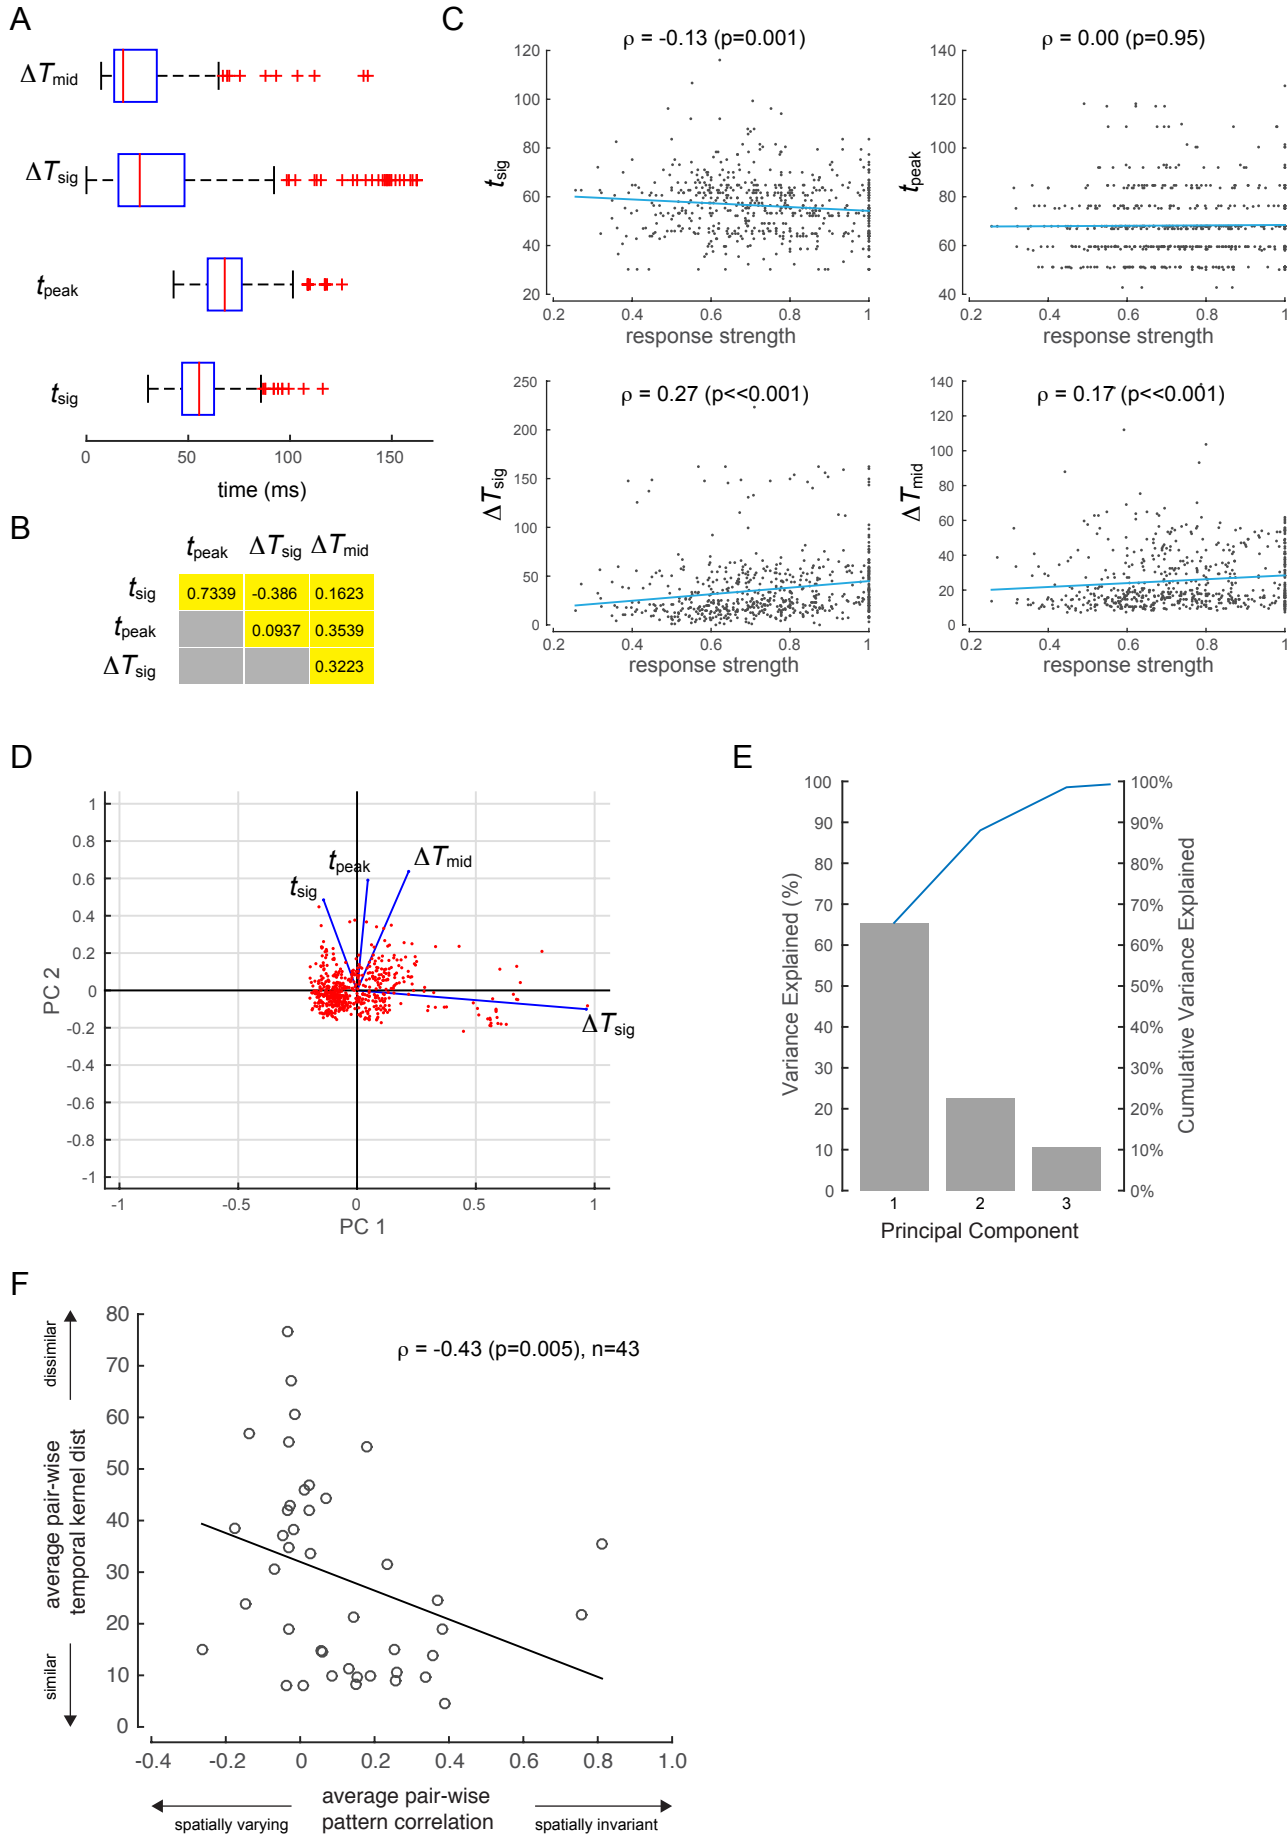 A
ΔTmid
ΔTsig
tpeak
tsig
0 50 100 150
time (ms)
B
tpeak ΔTsig ΔTmid
tsig 0.7339 -0.386 0.1623
tpeak 0.0937 0.3539
ΔTsig 0.3223
C
ρ = -0.13 (p=0.001)
120
100
80
60
40
20
tsig
0.2 0.4 0.6 0.8 1
response strength
ρ = 0.00 (p=0.95)
140
120
100
80
60
40
tpeak
0.2 0.4 0.6 0.8 1
response strength
ρ = 0.27 (p<<0.001)
250
200
150
100
50
0
ΔTsig
0.2 0.4 0.6 0.8 1
response strength
ρ = 0.17 (p<<0.001)
140
120
100
80
60
40
20
0
ΔTmid
0.2 0.4 0.6 0.8 1
response strength
D
1
0.8
0.6
0.4
0.2
0
-0.2
-0.4
-0.6
-0.8
-1
PC 2
tsig
tpeak
ΔTmid
ΔTsig
-1 -0.5 0 0.5 1
PC 1
E
100
90
80
70
60
50
40
30
20
10
0
Variance Explained (%)
100%
90%
80%
70%
60%
50%
40%
30%
20%
10%
0%
Cumulative Variance Explained
1 2 3
Principal Component
F
ρ = -0.43 (p=0.005), n=43
80
70
60
50
40
30
20
10
0
dissimilar
average pair-wise
temporal kernel dist
similar
-0.4 -0.2 0 0.2 0.4 0.6 0.8 1.0
average pair-wise
pattern correlation
spatially varying
spatially invariant